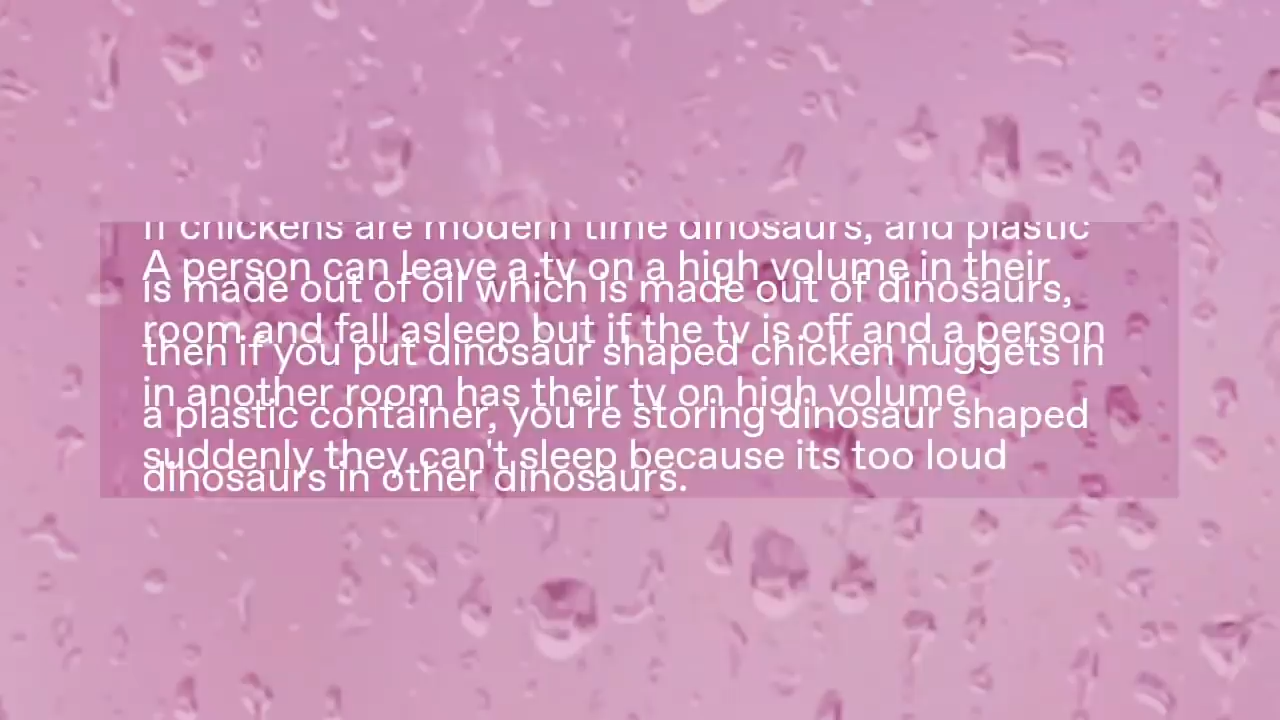 If chickens are modern time dinosaurs, and plastic
A person can leave a tv on a high volume in their
is made out of oil which is made out of dinosaurs,
room and fall asleep but if the tv is off and a person
then if you put dinosaur shaped chicken nuggets in
in another room has their tv on high volume
a plastic container, you're storing dinosaur shaped
suddenly they can't sleep because its too loud
dinosaurs in other dinosaurs.